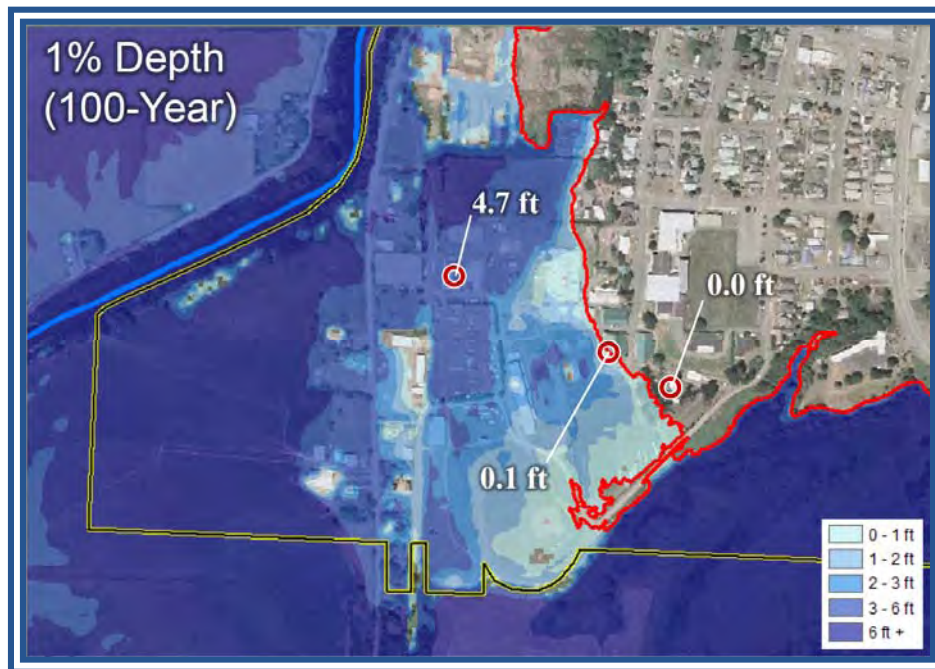 1% Depth
(100-Year)
4.7 ft
0.0 ft
0.1 ft
0 - 1 ft
1 - 2 ft
2 - 3 ft
3 - 6 ft
6 ft +